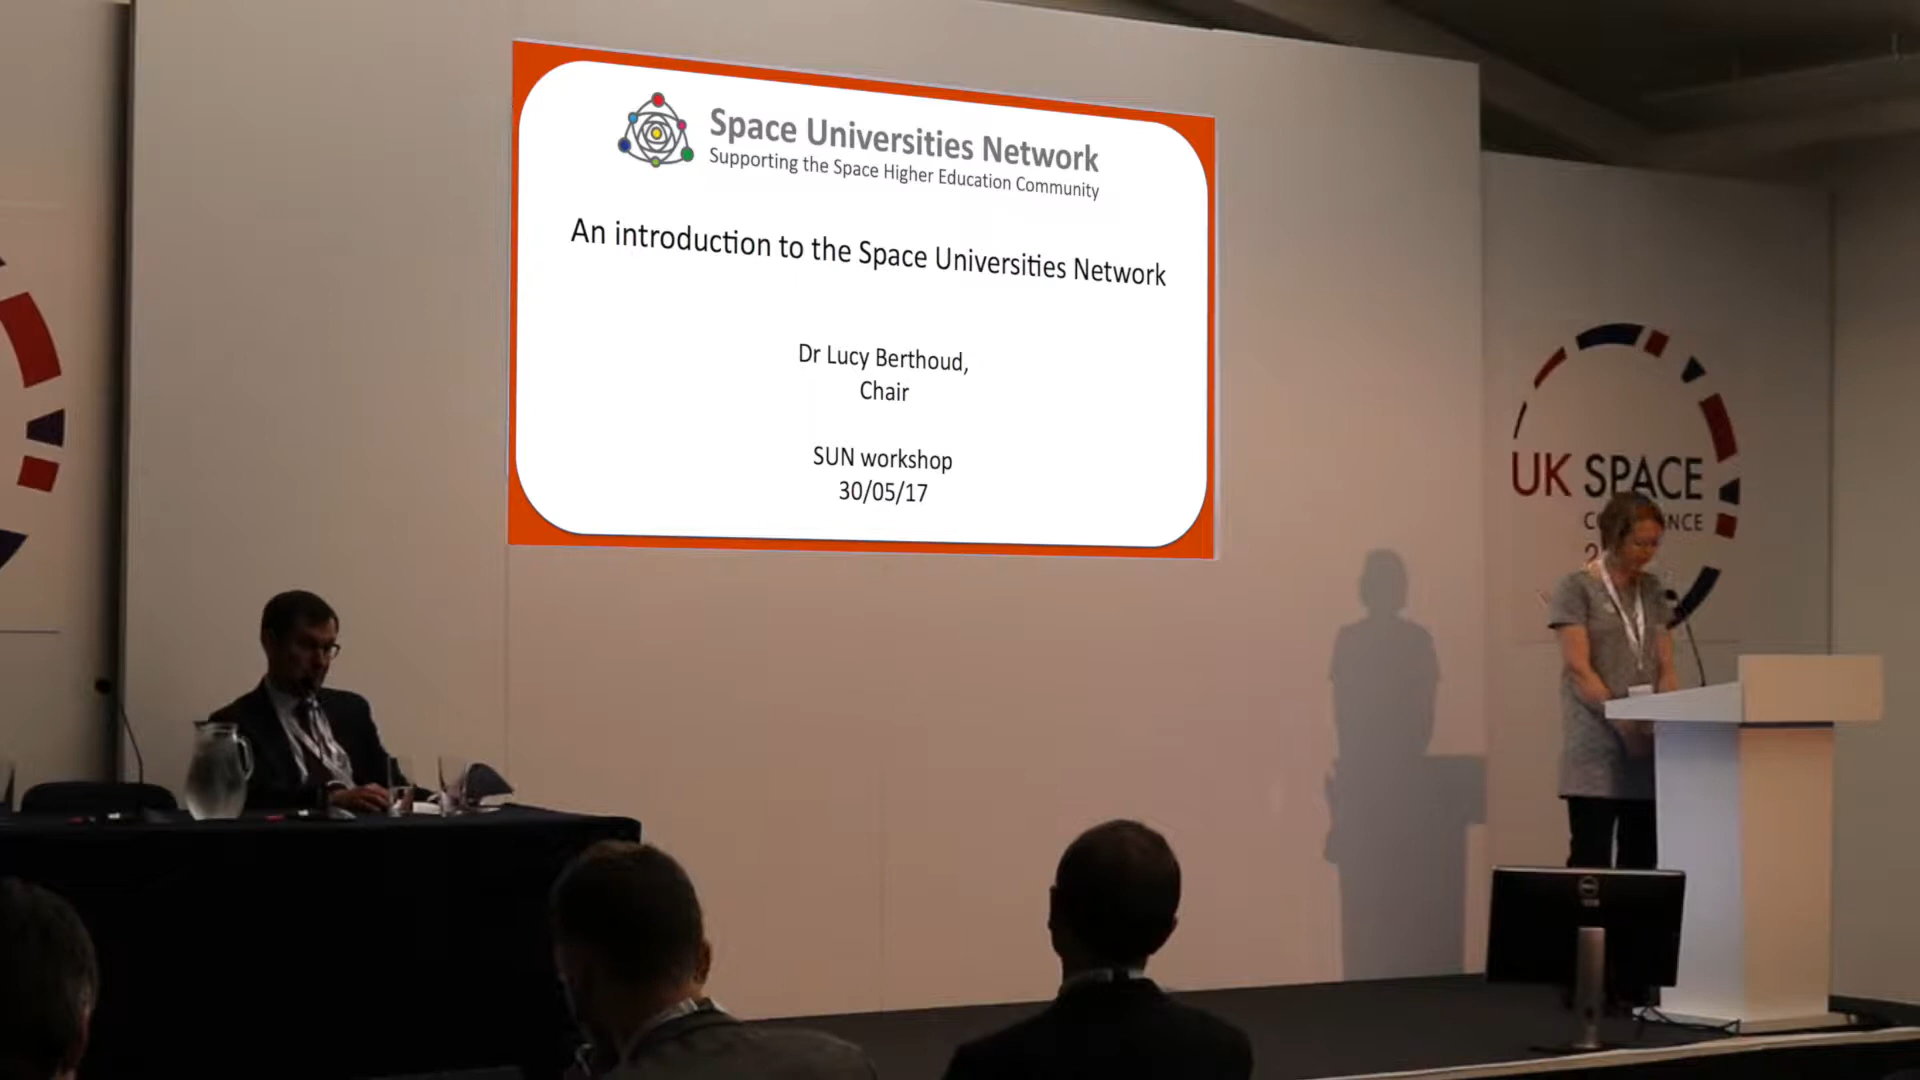 Space Universities Network
Supporting the Space Higher Education Community
An introduction to the Space Universities Network
Dr Lucy Berthoud,
Chair
SUN workshop
30/05/17
UK SPACE